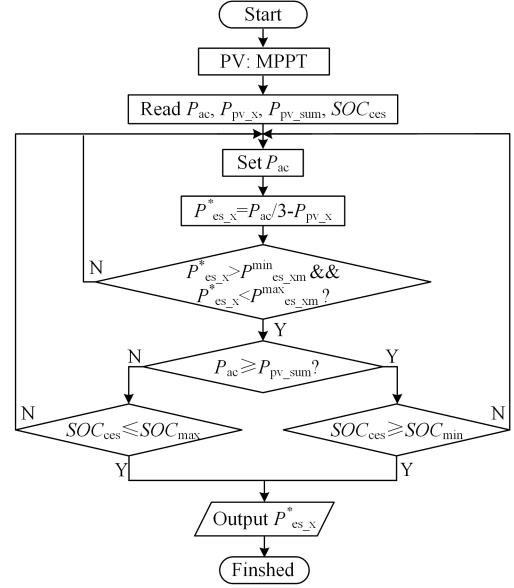 Start
PV: MPPT
Read P_ac, P_pv_x, P_pv_sum, SOC_ces
Set P_ac
P^*_es_x=P_ac/3-P_pv_x
N
P^*_es_x>P^min_es_xm &&
P^*_es_x<P^max_es_xm ?
Y
N
P_ac≥P_pv_sum?
Y
N
SOC_ces≤SOC_max
SOC_ces≥SOC_min
N
Y
Y
Output P^*_es_x
Finshed